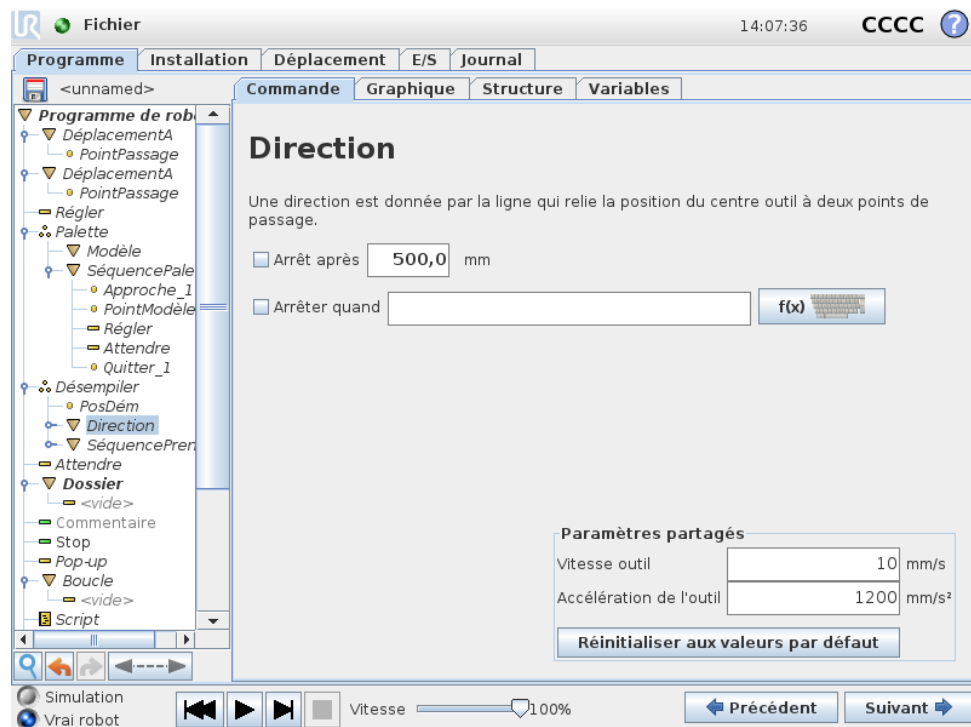 UR Fichier 14:07:36 CCCC ?
Programme Installation Déplacement E/S Journal
<unnamed> Commande Graphique Structure Variables
Programme de rob
DéplacementA
PointPassage
DéplacementA
PointPassage
Régler
Palette
Modèle
SéquencePale
Approche_1
PointModèle
Régler
Attendre
Quitter_1
Désempiler
PosDém
Direction
SéquencePren
Attendre
Dossier
<vide>
Commentaire
Stop
Pop-up
Boucle
<vide>
Script
Direction
Une direction est donnée par la ligne qui relie la position du centre outil à deux points de
passage.
Arrêt après 500,0 mm
Arrêter quand f(x)
Paramètres partagés
Vitesse outil 10 mm/s
Accélération de l'outil 1200 mm/s²
Réinitialiser aux valeurs par défaut
Simulation
Vrai robot
Vitesse 100%
Précédent Suivant